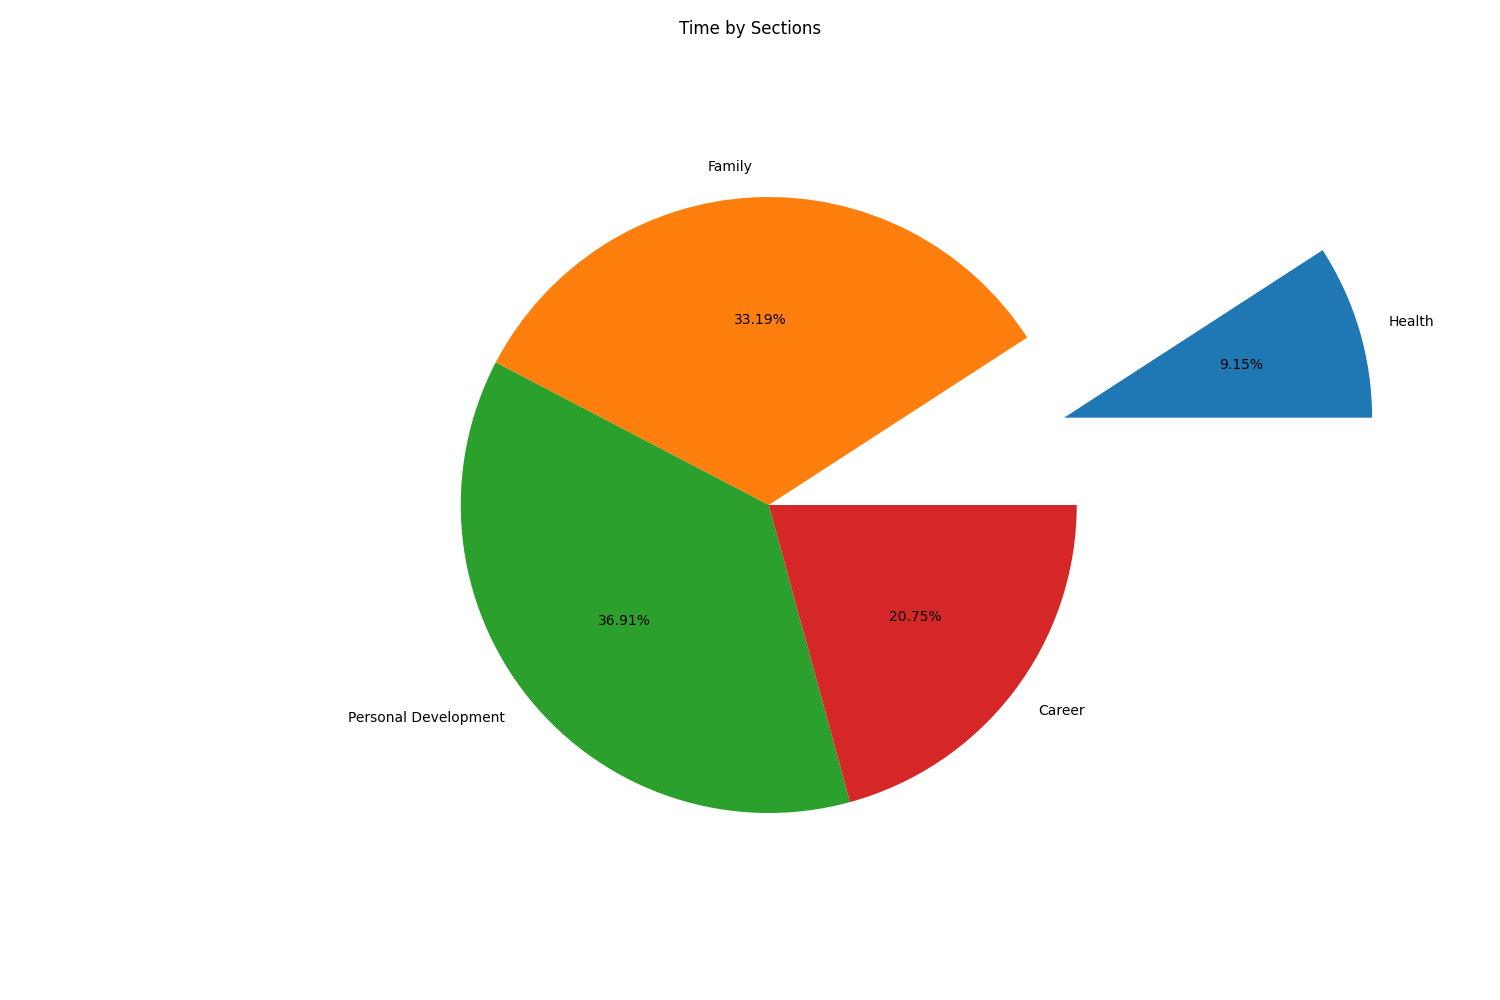 Time by Sections
Family
33.19%
Health
9.15%
36.91%
20.75%
Personal Development
Career